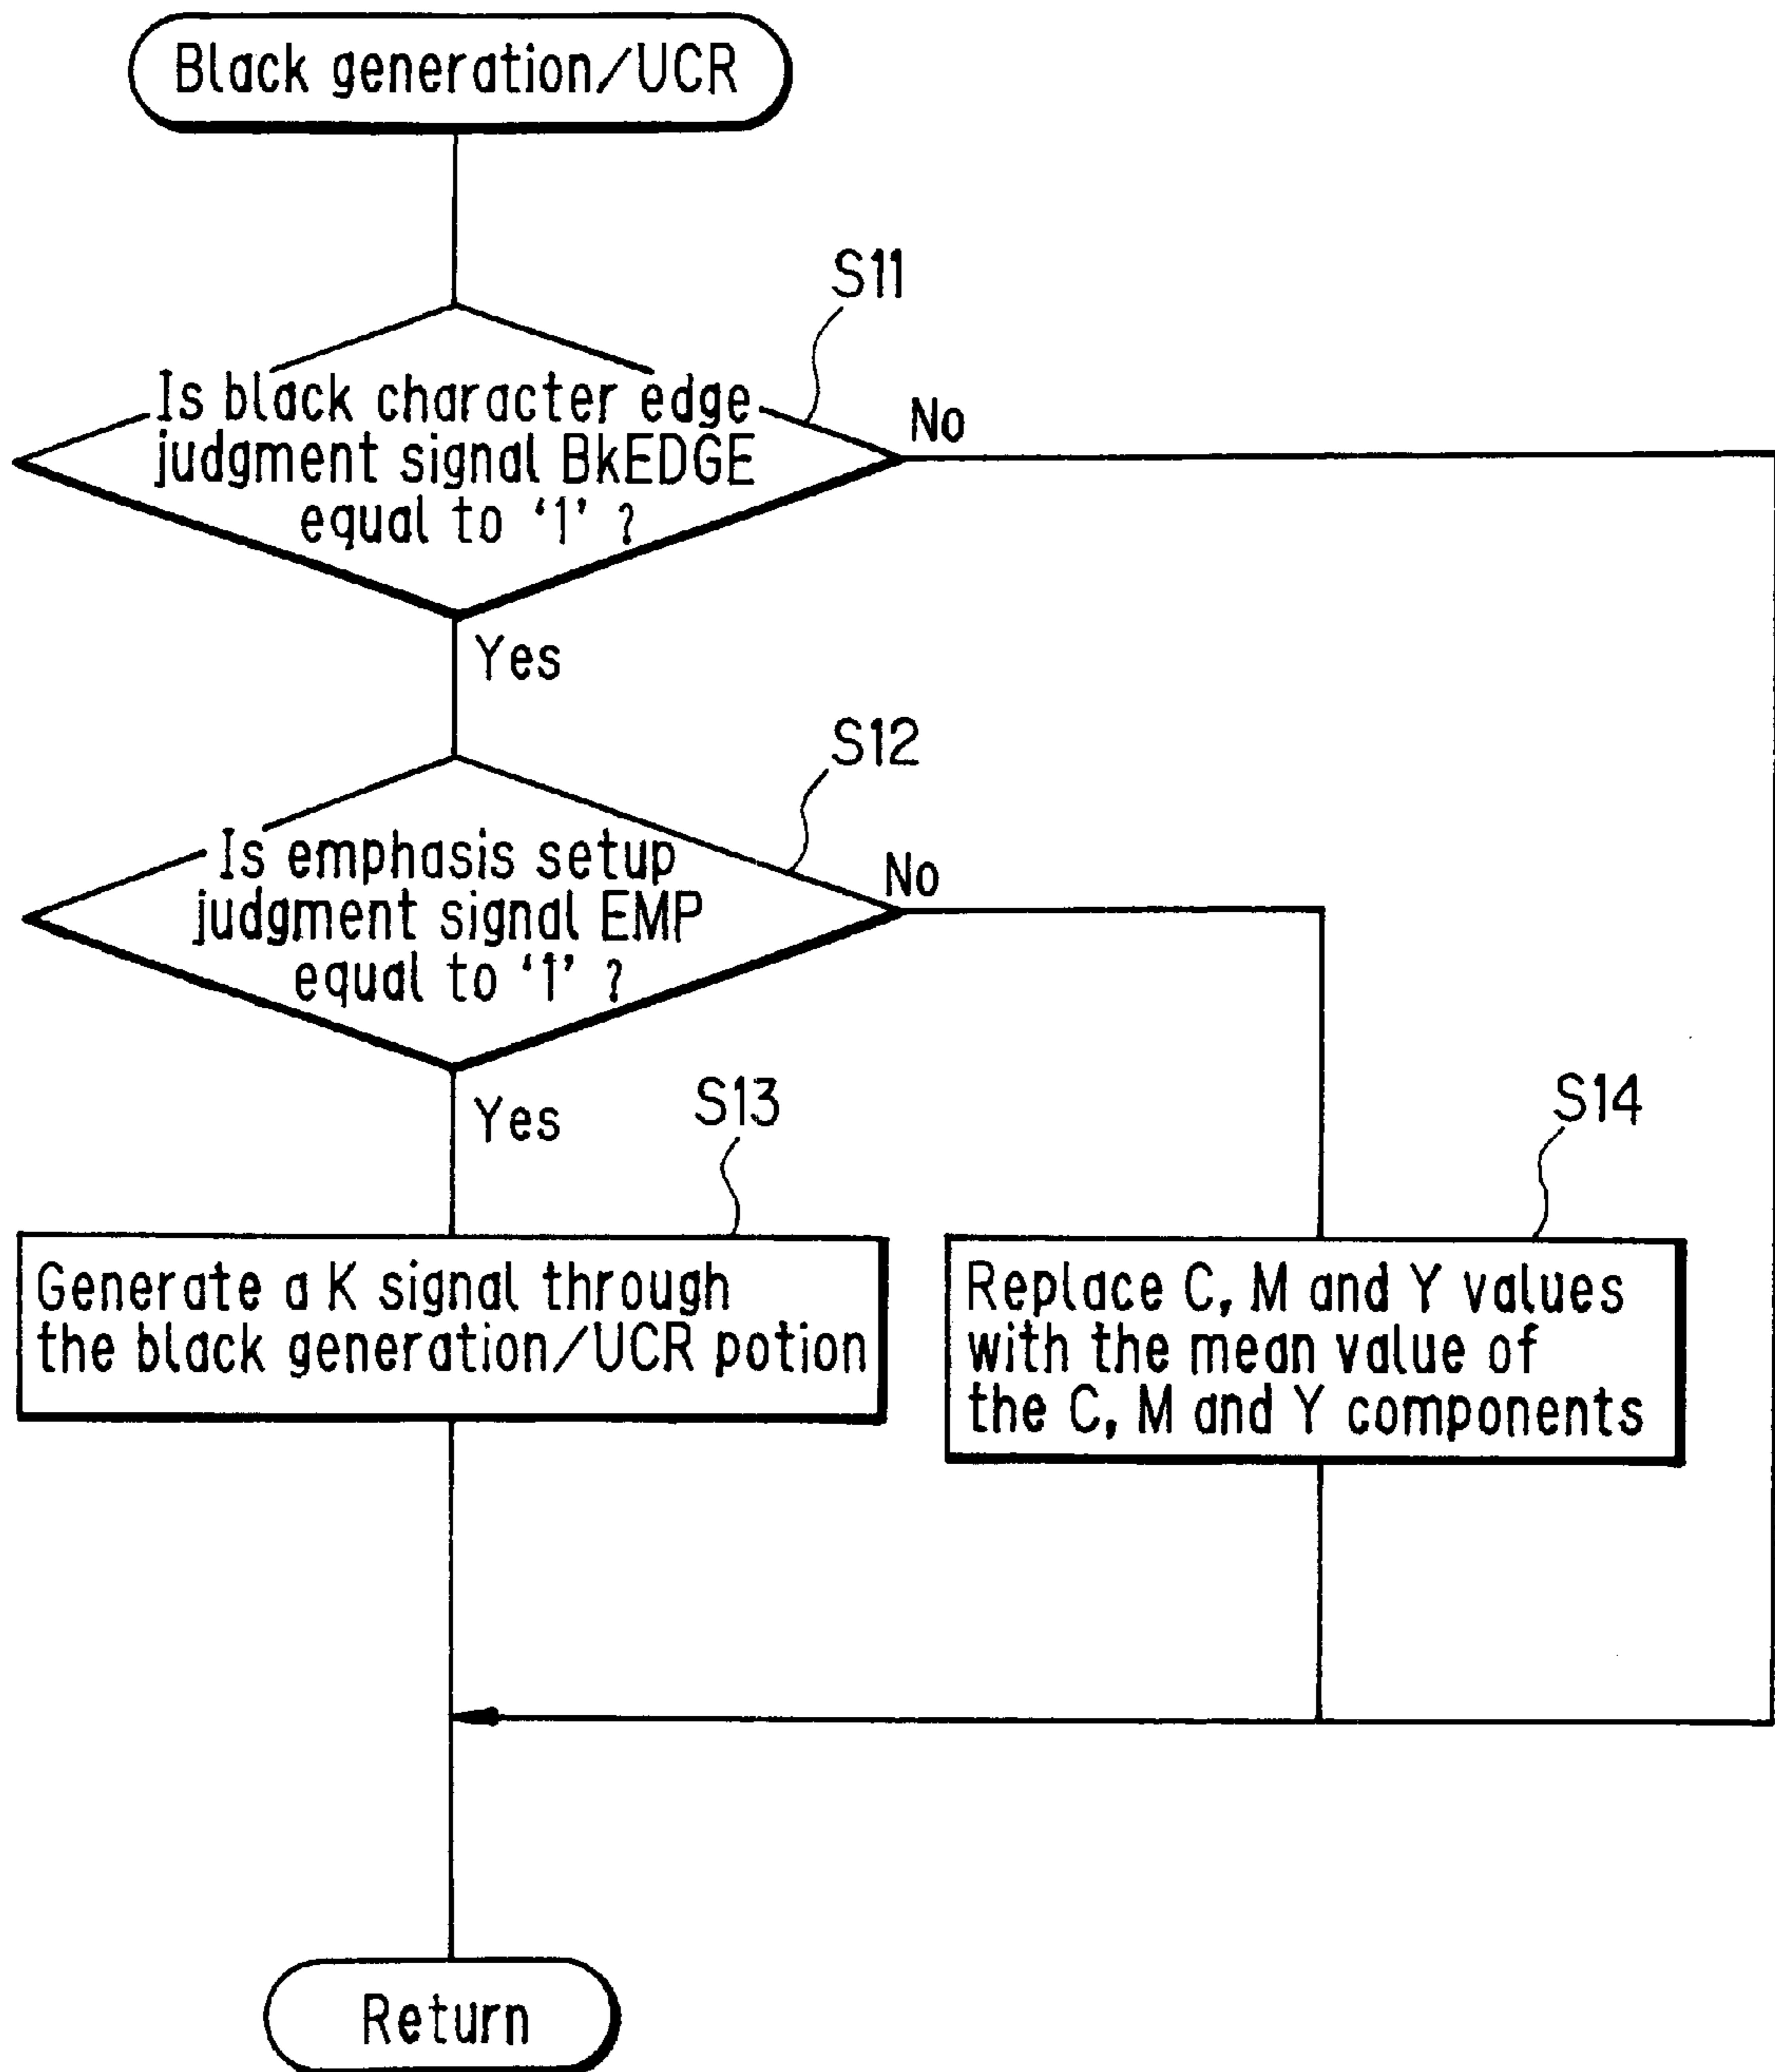 Black generation/UCR
S11
Is black character edge
judgment signal BkEDGE
equal to ‘1’ ?
No
Yes
S12
Is emphasis setup
judgment signal EMP
equal to ‘1’ ?
No
Yes
S13
S14
Generate a K signal through
the black generation/UCR potion
Replace C, M and Y values
with the mean value of
the C, M and Y components
Return